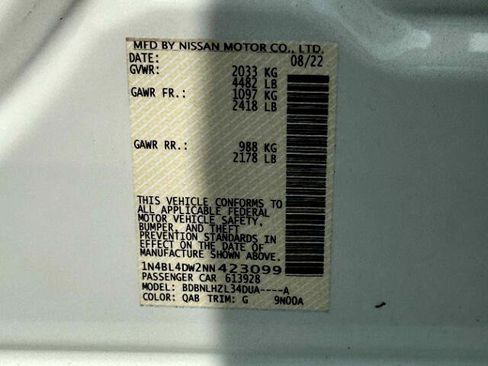 MFD BY NISSAN MOTOR CO., LTD.
DATE: 08/22
GVWR: 2033 KG
4482 LB
GAWR FR.: 1097 KG
2418 LB
GAWR RR.: 988 KG
2178 LB
THIS VEHICLE CONFORMS TO
ALL APPLICABLE FEDERAL
MOTOR VEHICLE SAFETY,
BUMPER, AND THEFT
PREVENTION STANDARDS IN
EFFECT ON THE DATE OF
MANUFACTURE SHOWN ABOVE.
1N4BL4DW2NN423099
PASSENGER CAR 613928
MODEL: BDBNLHZL34DUA----A
COLOR: QAB TRIM: G 9N00A